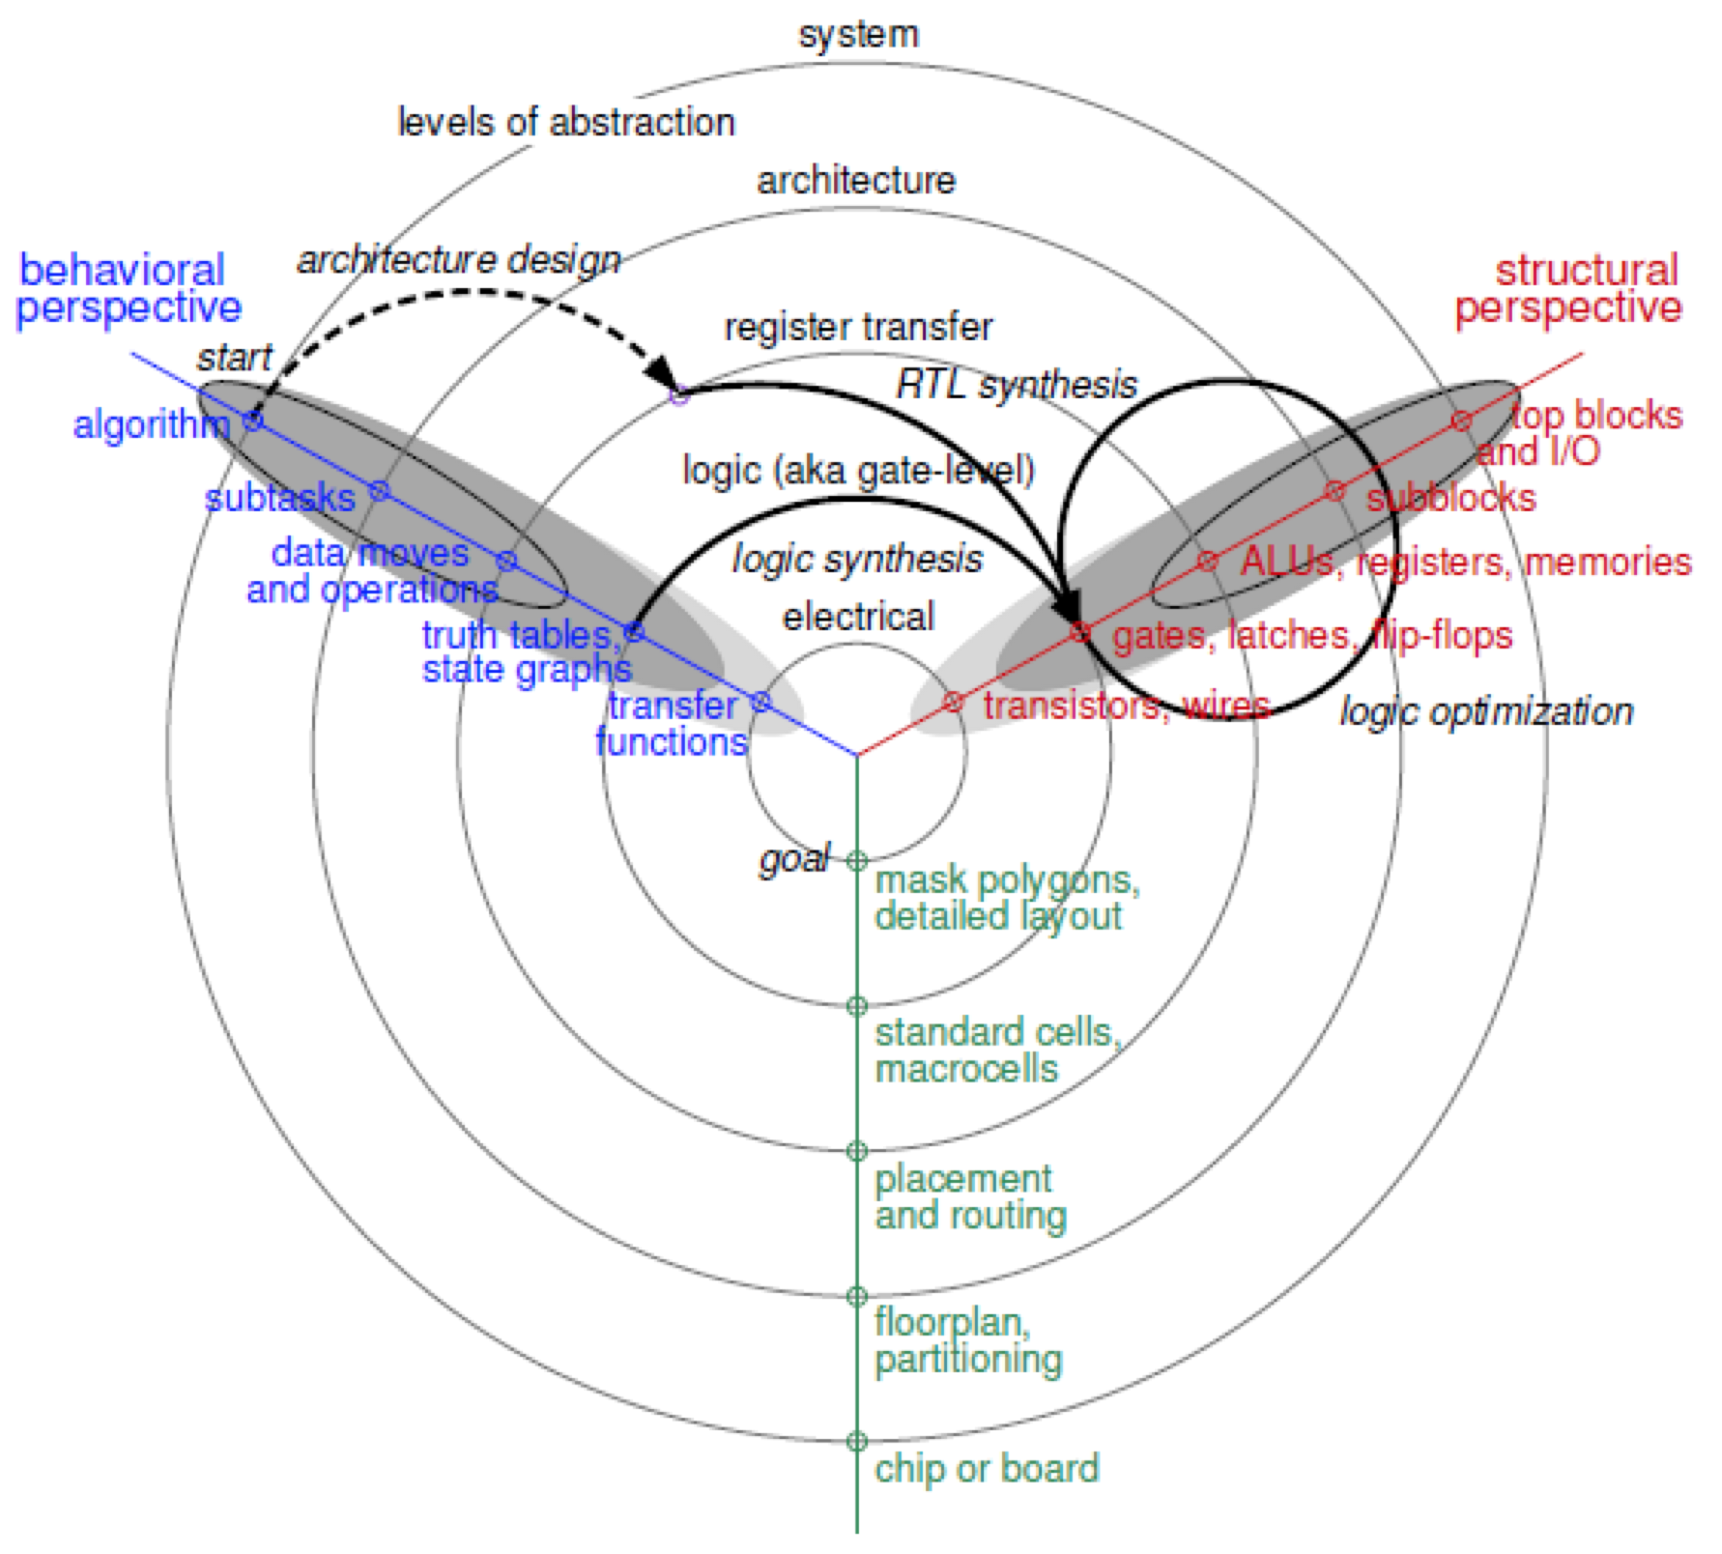 system
levels of abstraction
architecture
architecture design
behavioral
perspective
structural
perspective
register transfer
start
RTL synthesis
algorithm
top blocks
and I/O
logic (aka gate-level)
subtasks
subblocks
data moves
and operations
logic synthesis
ALUs, registers, memories
electrical
truth tables,
state graphs
gates, latches, flip-flops
transfer
functions
transistors, wires
logic optimization
goal
mask polygons,
detailed layout
standard cells,
macrocells
placement
and routing
floorplan,
partitioning
chip or board